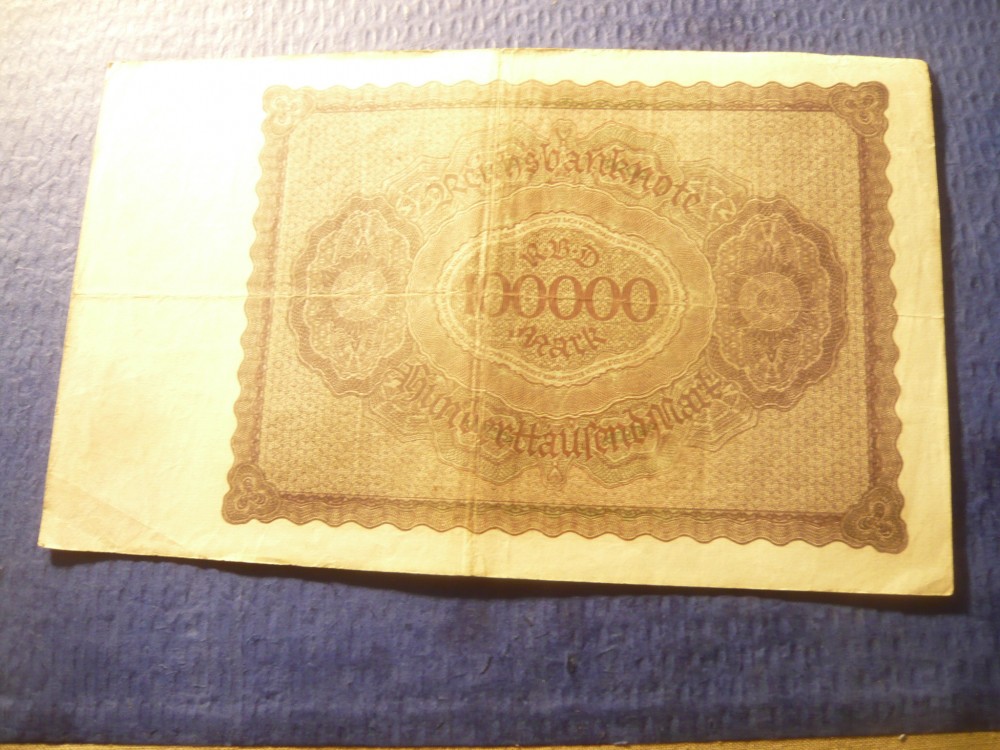 Reichsbanknote
R·B·D
100000
Mark
Hunderttausend Mark